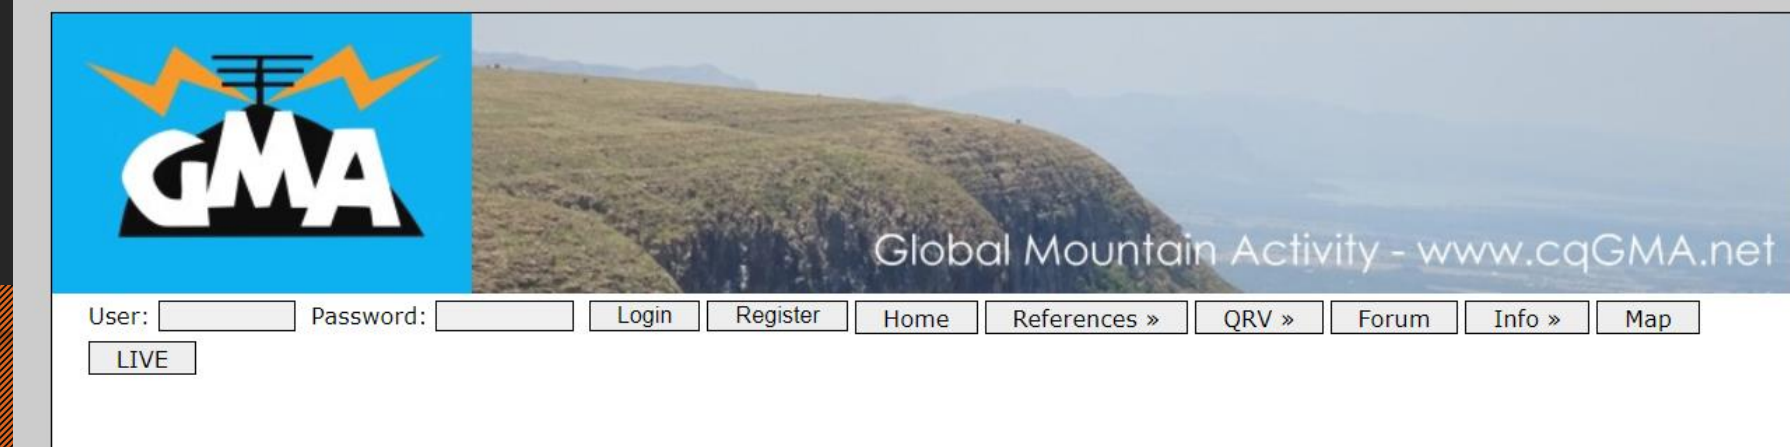 GMA
Global Mountain Activity - www.cqGMA.net
User: Password: Login Register Home References » QRV » Forum Info » Map
LIVE